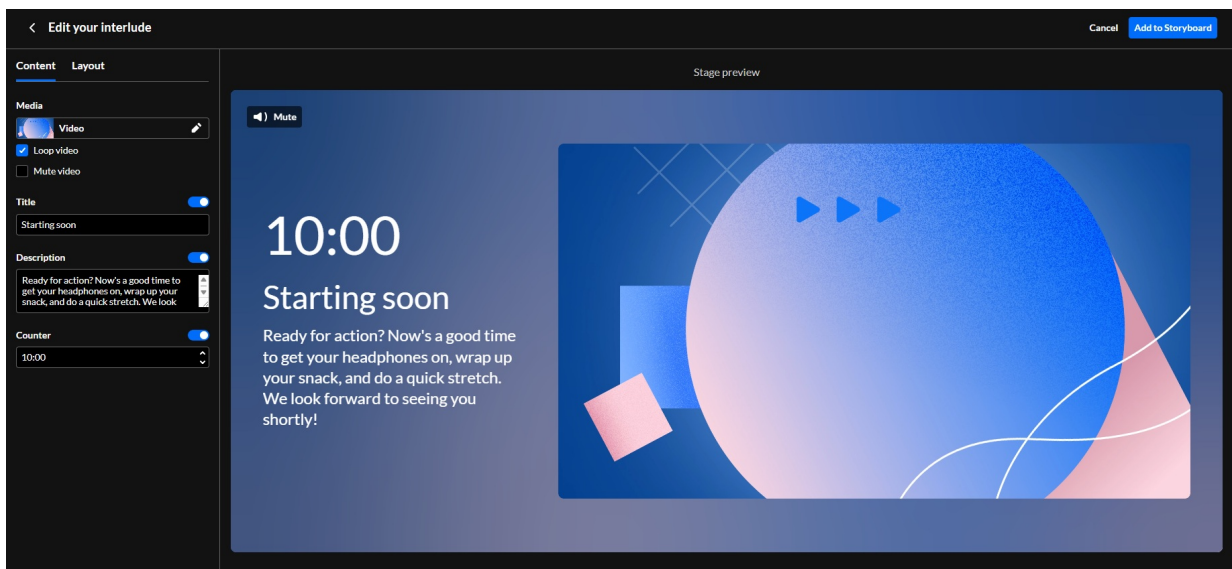 Edit your interlude
Cancel
Add to Storyboard
Content
Layout
Media
Video
Loop video
Mute video
Title
Starting soon
Description
Ready for action? Now's a good time to
get your headphones on, wrap up your
snack, and do a quick stretch. We look
Counter
10:00
Stage preview
Mute
10:00
Starting soon
Ready for action? Now's a good time
to get your headphones on, wrap up
your snack, and do a quick stretch.
We look forward to seeing you
shortly!